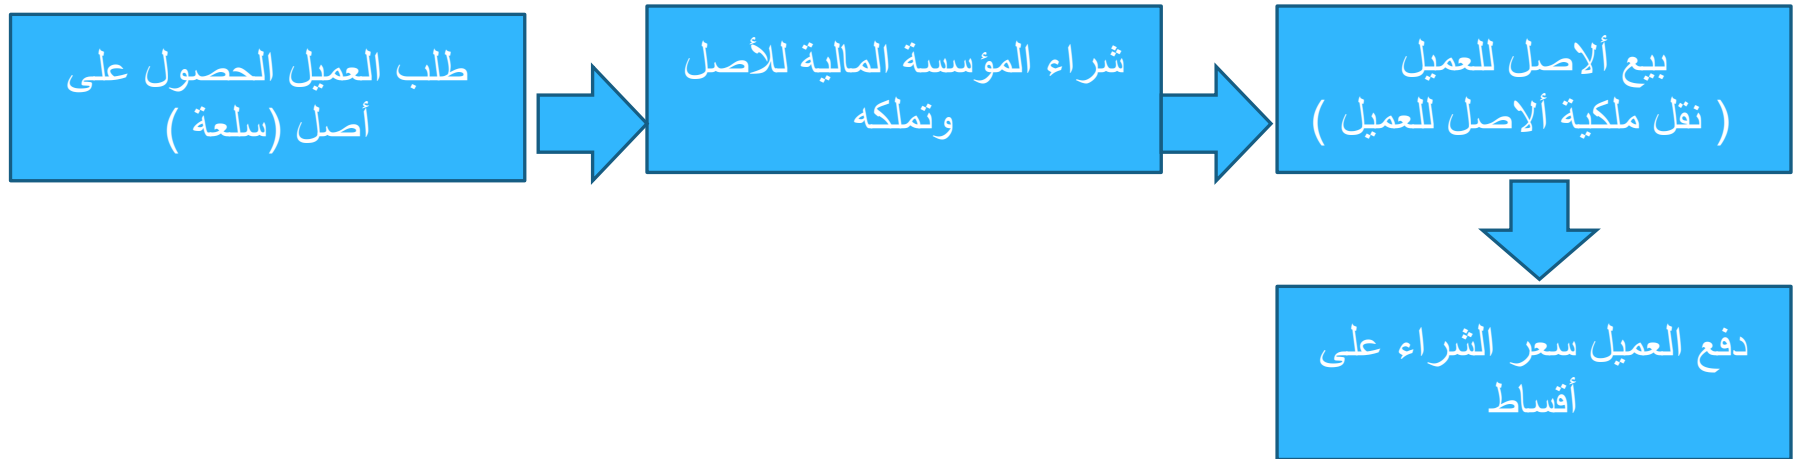 طلب العميل الحصول على
أصل (سلعة )
شراء المؤسسة المالية للأصل
وتملكه
بيع ألاصل للعميل
( نقل ملكية ألاصل للعميل )
دفع العميل سعر الشراء على
أقساط